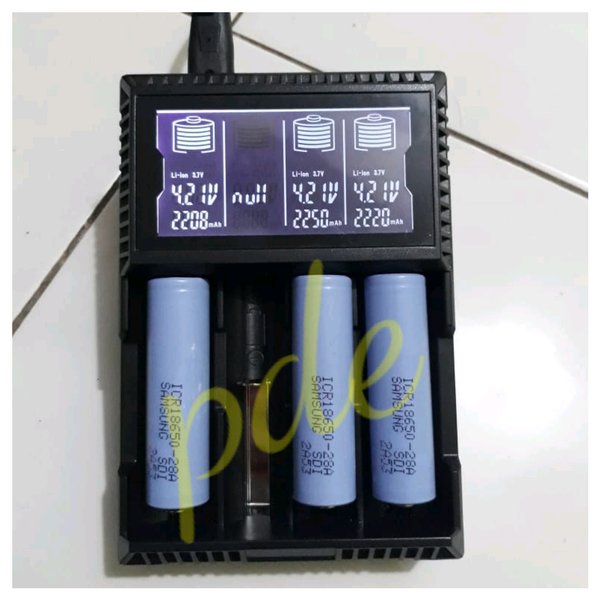 Li-ion 3.7V
4.21V
2208mAh
null
Li-ion 3.7V
4.21V
2250mAh
Li-ion 3.7V
4.21V
2220mAh
ICR18650-28A
SAMSUNG SDI
ICR18650-28A
SAMSUNG SDI
2A53
ICR18650-28A
SAMSUNG SDI
2A53
pde